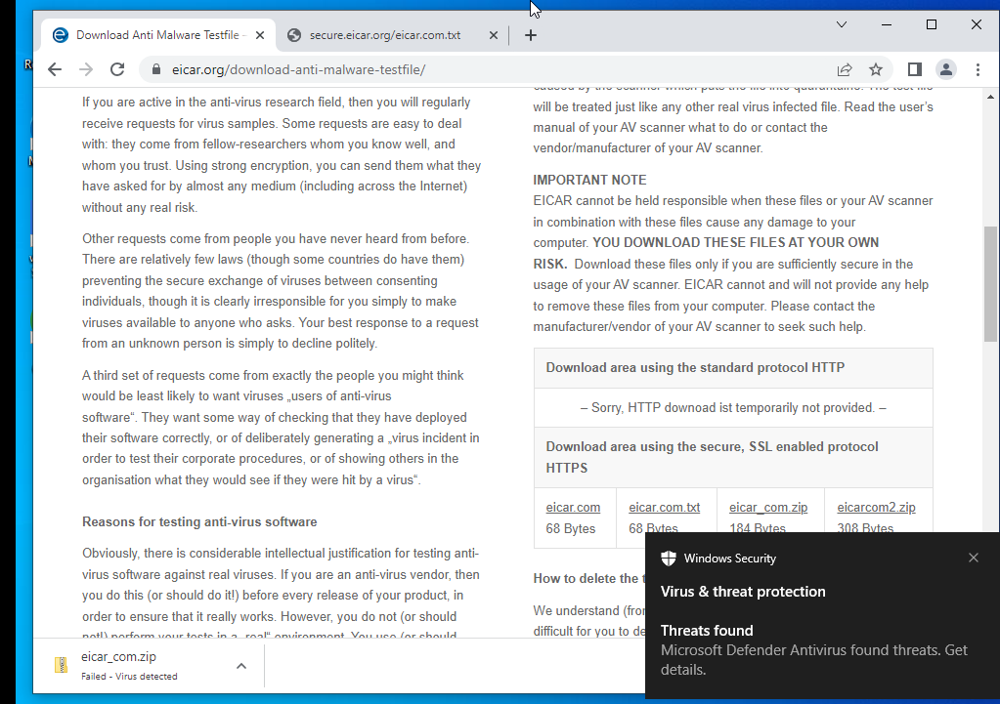 Download Anti Malware Testfile –
secure.eicar.org/eicar.com.txt
eicar.org/download-anti-malware-testfile/
If you are active in the anti-virus research field, then you will regularly
receive requests for virus samples. Some requests are easy to deal
with: they come from fellow-researchers whom you know well, and
whom you trust. Using strong encryption, you can send them what they
have asked for by almost any medium (including across the Internet)
without any real risk.
Other requests come from people you have never heard from before.
There are relatively few laws (though some countries do have them)
preventing the secure exchange of viruses between consenting
individuals, though it is clearly irresponsible for you simply to make
viruses available to anyone who asks. Your best response to a request
from an unknown person is simply to decline politely.
A third set of requests come from exactly the people you might think
would be least likely to want viruses „users of anti-virus
software“. They want some way of checking that they have deployed
their software correctly, or of deliberately generating a „virus incident in
order to test their corporate procedures, or of showing others in the
organisation what they would see if they were hit by a virus“.
Reasons for testing anti-virus software
Obviously, there is considerable intellectual justification for testing anti-
virus software against real viruses. If you are an anti-virus vendor, then
you do this (or should do it!) before every release of your product, in
order to ensure that it really works. However, you do not (or should
not!) perform your tests in a „real“ environment. You use (or should
caused by the scanner which puts the file into quarantaine. The test file
will be treated just like any other real virus infected file. Read the user’s
manual of your AV scanner what to do or contact the
vendor/manufacturer of your AV scanner.
IMPORTANT NOTE
EICAR cannot be held responsible when these files or your AV scanner
in combination with these files cause any damage to your
computer. YOU DOWNLOAD THESE FILES AT YOUR OWN
RISK. Download these files only if you are sufficiently secure in the
usage of your AV scanner. EICAR cannot and will not provide any help
to remove these files from your computer. Please contact the
manufacturer/vendor of your AV scanner to seek such help.
Download area using the standard protocol HTTP
– Sorry, HTTP downoad ist temporarily not provided. –
Download area using the secure, SSL enabled protocol
HTTPS
eicar.com eicar.com.txt eicar_com.zip eicarcom2.zip
68 Bytes 68 Bytes 184 Bytes 308 Bytes
How to delete the
We understand (from
difficult for you to de
eicar_com.zip
Failed - Virus detected
Windows Security
Virus & threat protection
Threats found
Microsoft Defender Antivirus found threats. Get
details.